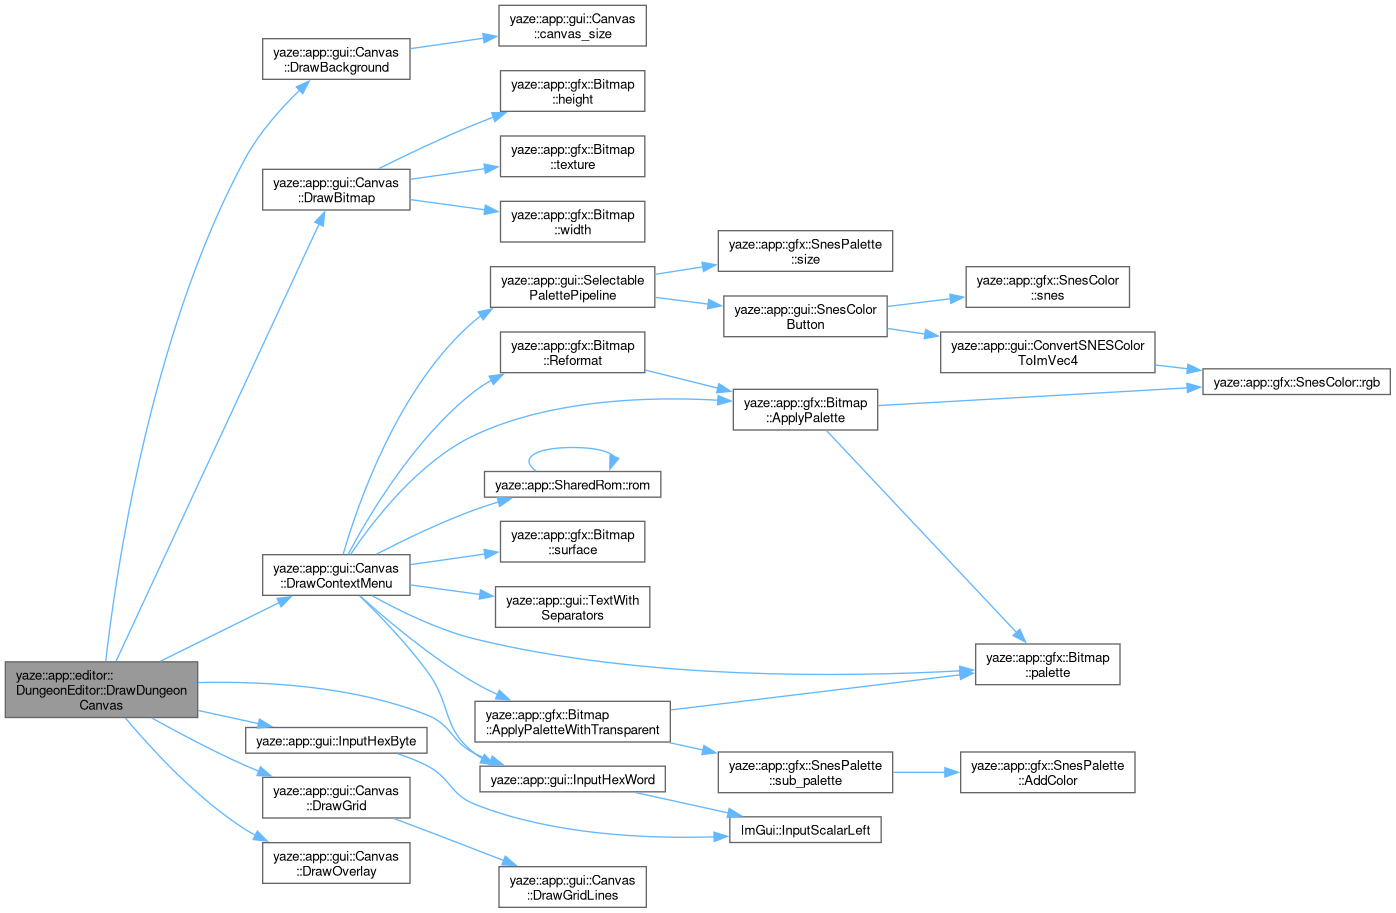 yaze::app::gui::Canvas
::canvas_size
yaze::app::gui::Canvas
::DrawBackground
yaze::app::gfx::Bitmap
::height
yaze::app::gfx::Bitmap
::texture
yaze::app::gui::Canvas
::DrawBitmap
yaze::app::gfx::Bitmap
::width
yaze::app::gfx::SnesPalette
::size
yaze::app::gui::Selectable
PalettePipeline
yaze::app::gfx::SnesColor
::snes
yaze::app::gui::SnesColor
Button
yaze::app::gfx::Bitmap
::Reformat
yaze::app::gui::ConvertSNESColor
ToImVec4
yaze::app::gfx::SnesColor::rgb
yaze::app::gfx::Bitmap
::ApplyPalette
yaze::app::SharedRom::rom
yaze::app::gfx::Bitmap
::surface
yaze::app::gui::Canvas
::DrawContextMenu
yaze::app::gui::TextWith
Separators
yaze::app::gfx::Bitmap
::palette
yaze::app::editor::
DungeonEditor::DrawDungeon
Canvas
yaze::app::gfx::Bitmap
::ApplyPaletteWithTransparent
yaze::app::gui::InputHexByte
yaze::app::gfx::SnesPalette
::sub_palette
yaze::app::gfx::SnesPalette
::AddColor
yaze::app::gui::InputHexWord
yaze::app::gui::Canvas
::DrawGrid
ImGui::InputScalarLeft
yaze::app::gui::Canvas
::DrawOverlay
yaze::app::gui::Canvas
::DrawGridLines